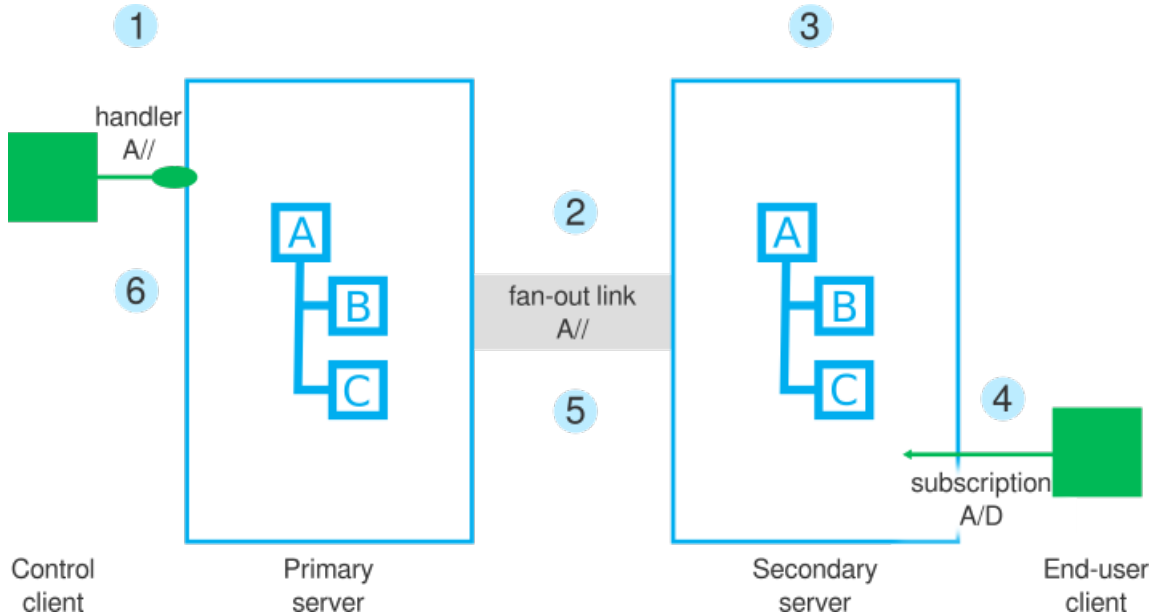 1
3
handler
A//
2
A
A
6
B
fan-out link
A//
B
C
5
C
4
subscription
A/D
Control
client
Primary
server
Secondary
server
End-user
client